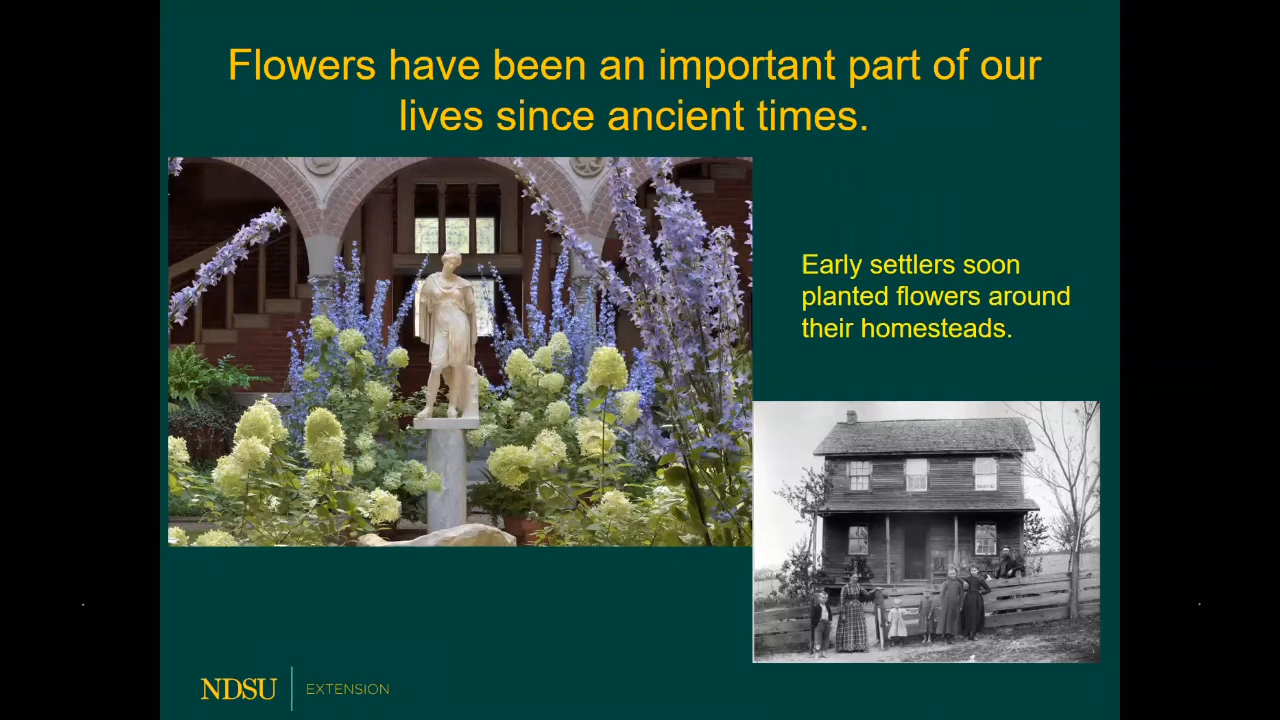 Flowers have been an important part of our
lives since ancient times.
Early settlers soon
planted flowers around
their homesteads.
NDSU EXTENSION